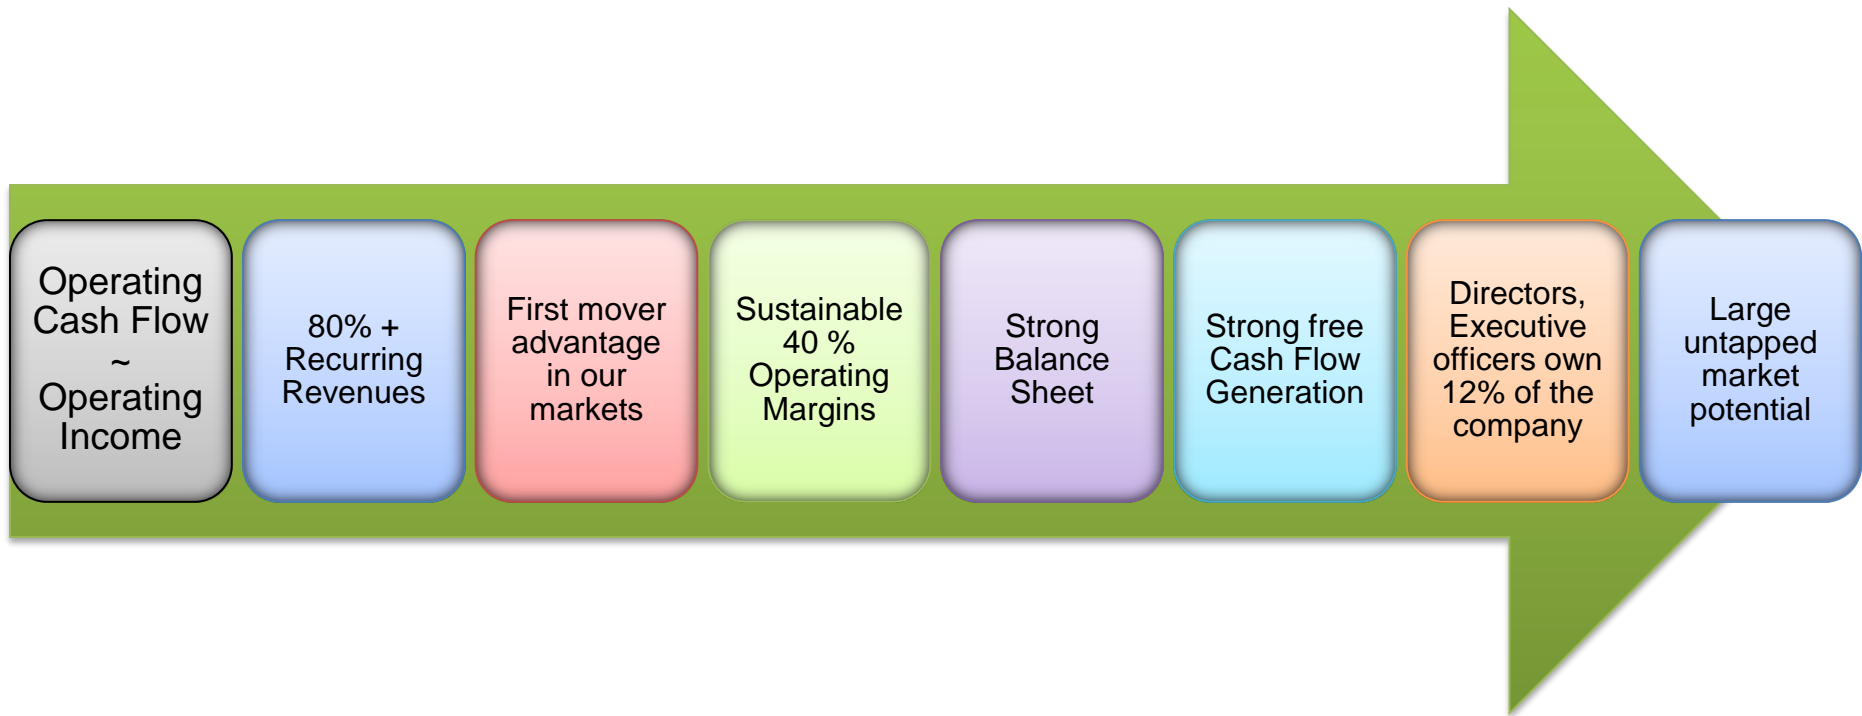 Operating
Cash Flow
~
Operating
Income
80% +
Recurring
Revenues
First mover
advantage
in our
markets
Sustainable
40 %
Operating
Margins
Strong
Balance
Sheet
Strong free
Cash Flow
Generation
Directors,
Executive
officers own
12% of the
company
Large
untapped
market
potential